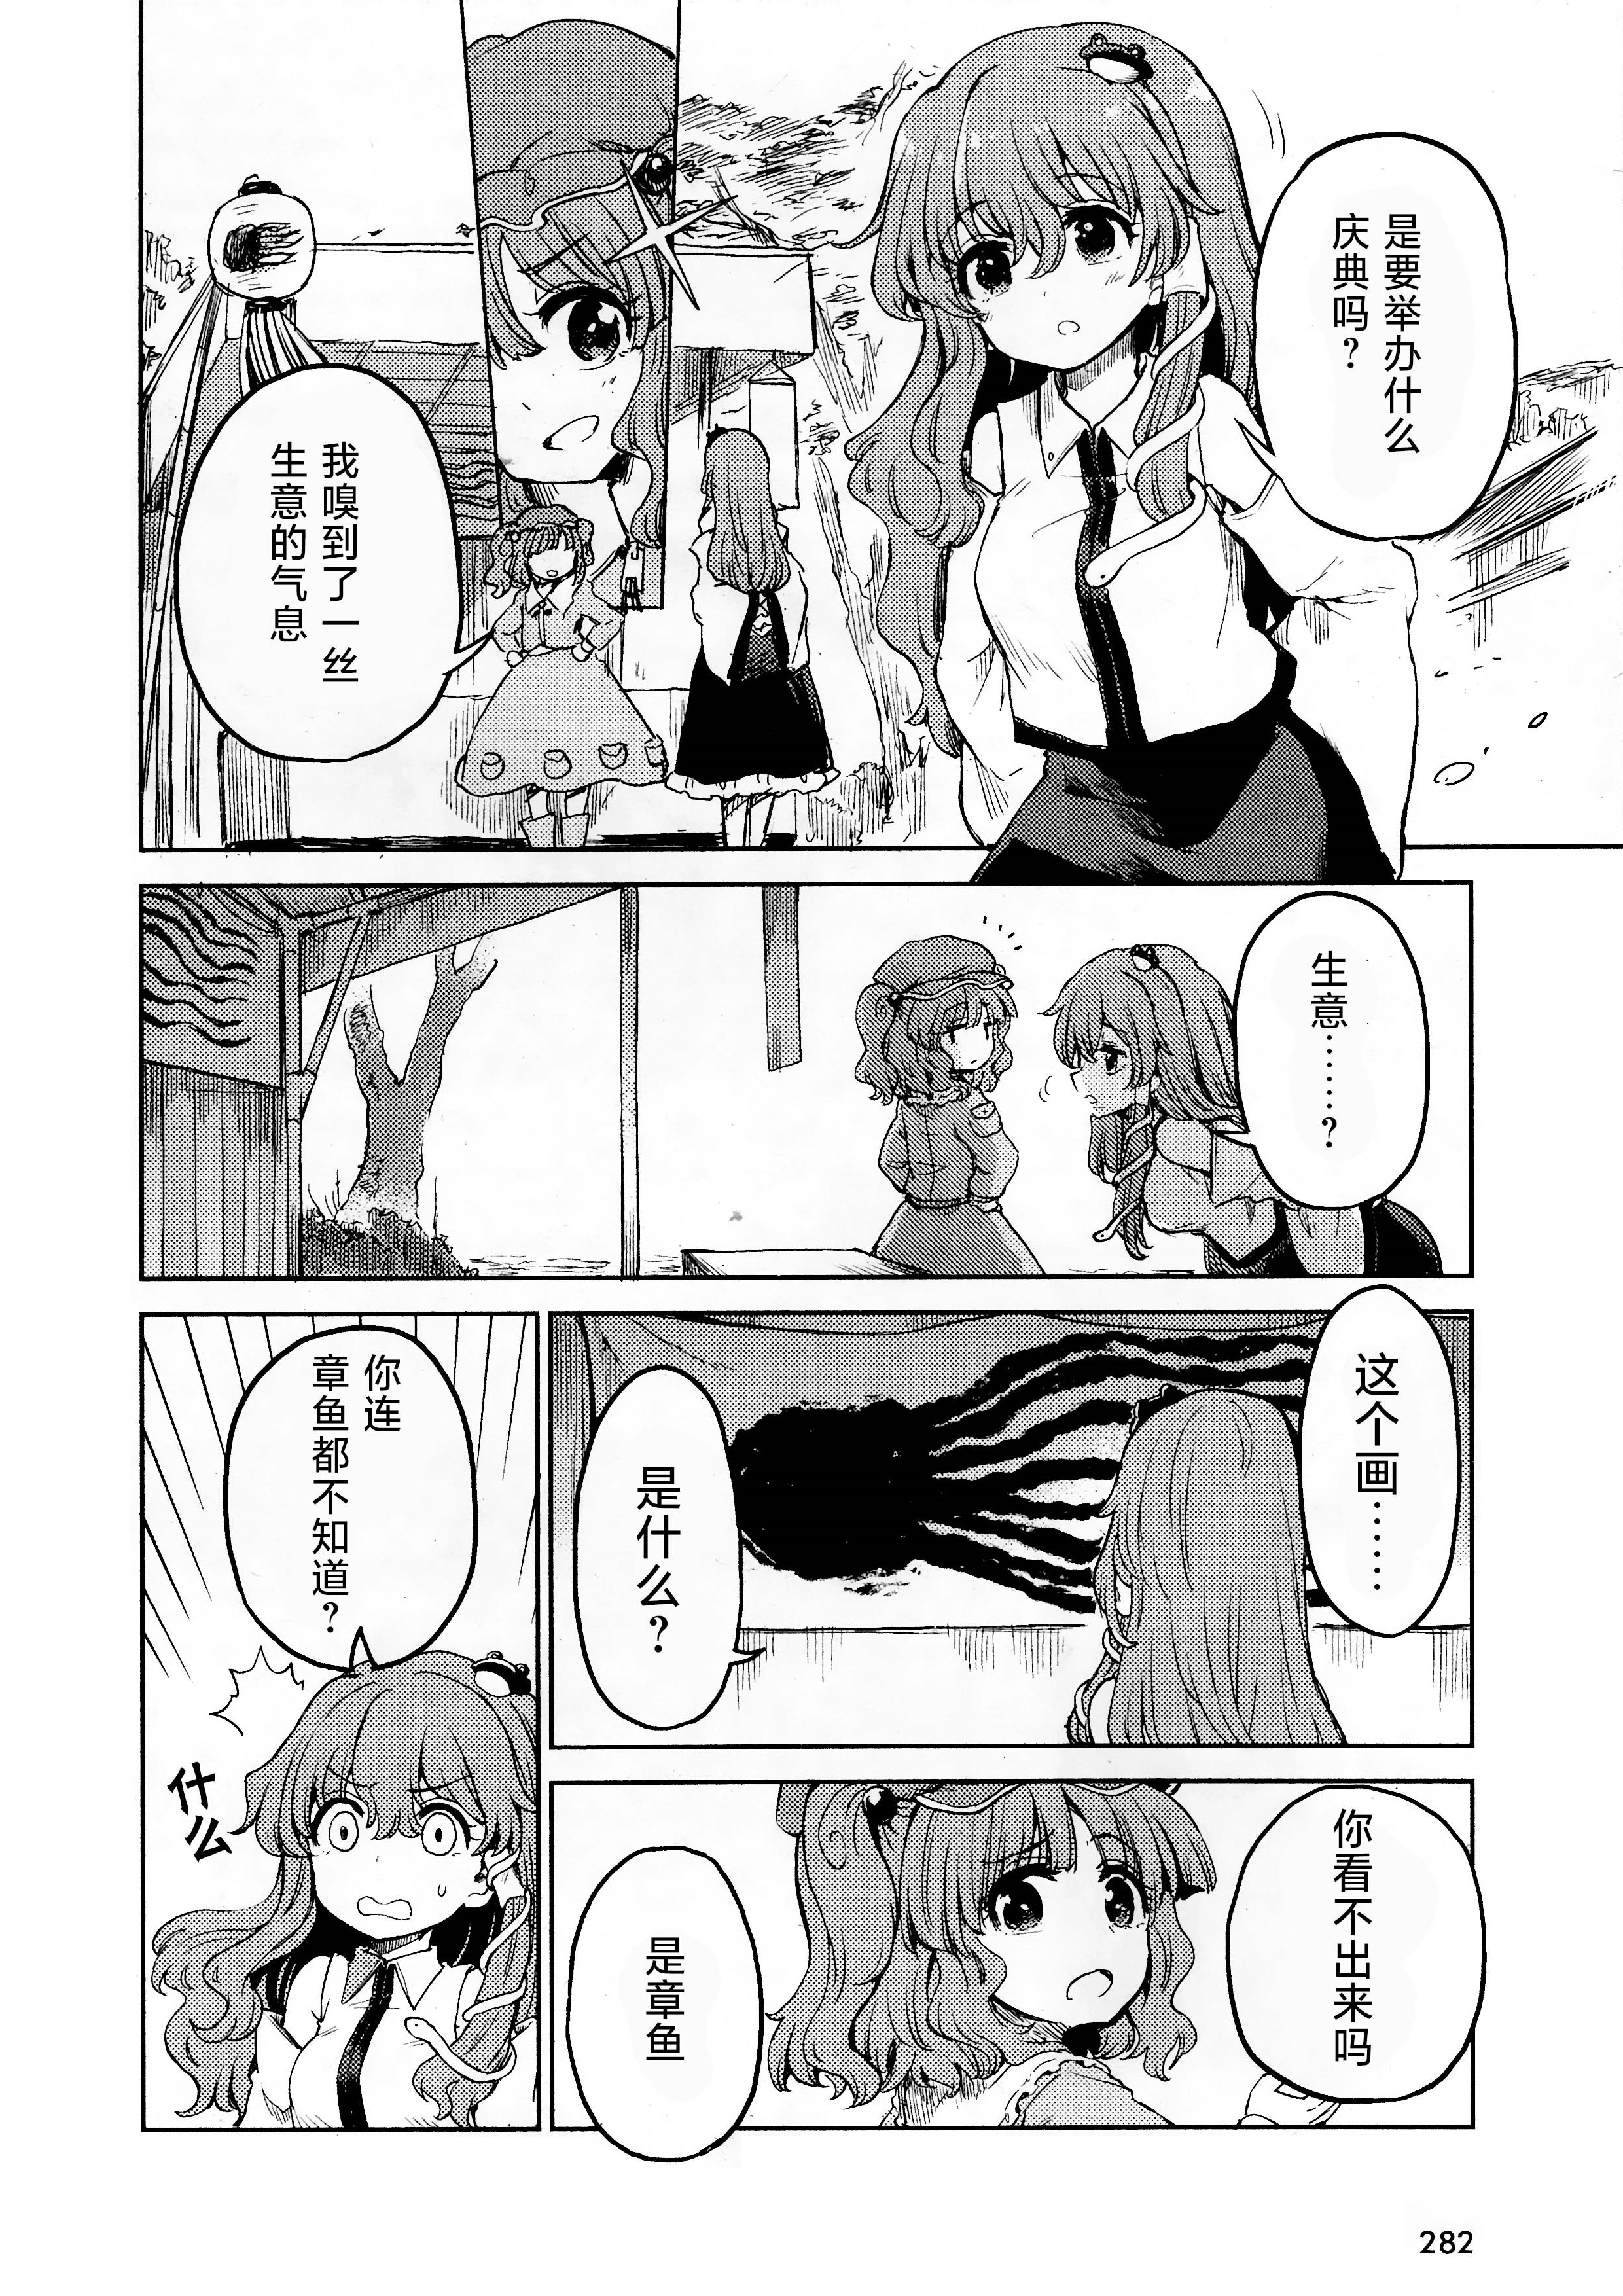 是要举办什么
庆典吗？
我嗅到了一丝
生意的气息
生意……？
这个画……
是什么？
你看不出来吗
是章鱼
你连
章鱼都不知道？
什么
282